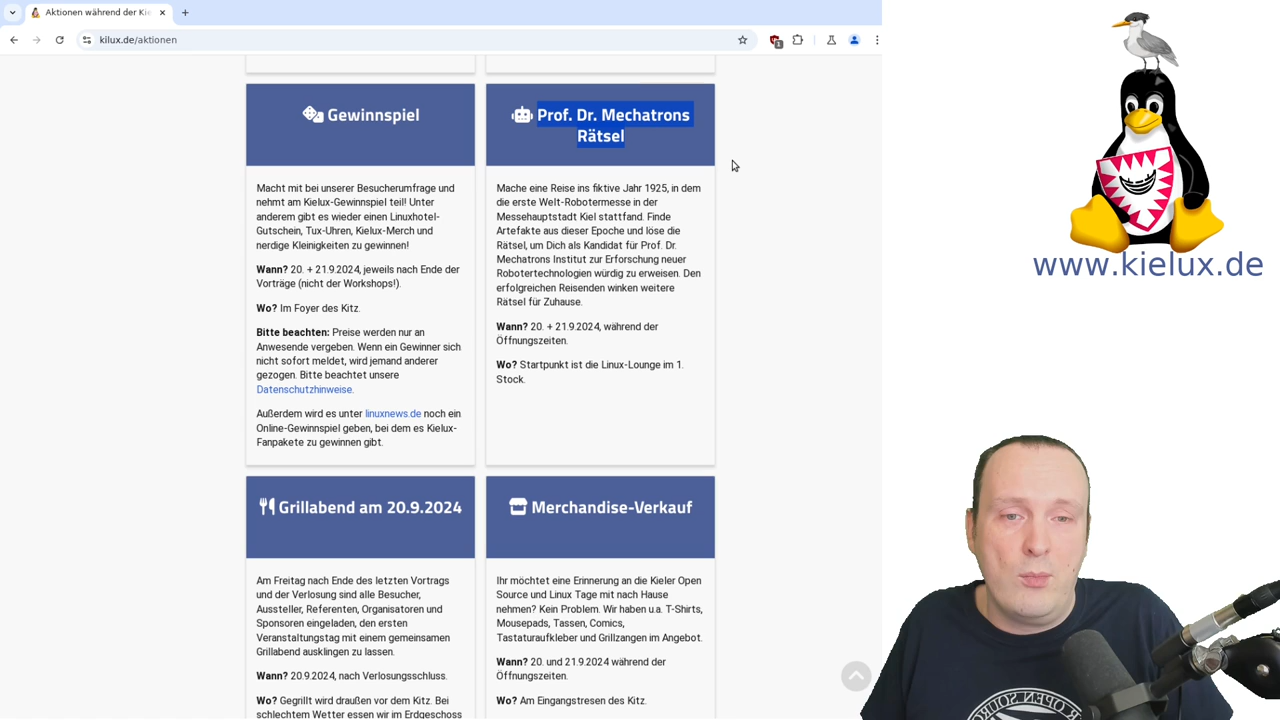 Aktionen während der Kie
kilux.de/aktionen
1
Gewinnspiel
Macht mit bei unserer Besucherumfrage und
nehmt am Kielux-Gewinnspiel teil! Unter
anderem gibt es wieder einen Linuxhotel-
Gutschein, Tux-Uhren, Kielux-Merch und
nerdige Kleinigkeiten zu gewinnen!
Wann? 20. + 21.9.2024, jeweils nach Ende der
Vorträge (nicht der Workshops!).
Wo? Im Foyer des Kitz.
Bitte beachten: Preise werden nur an
Anwesende vergeben. Wenn ein Gewinner sich
nicht sofort meldet, wird jemand anderer
gezogen. Bitte beachtet unsere
Datenschutzhinweise.
Außerdem wird es unter linuxnews.de noch ein
Online-Gewinnspiel geben, bei dem es Kielux-
Fanpakete zu gewinnen gibt.
Prof. Dr. Mechatrons
Rätsel
Mache eine Reise ins fiktive Jahr 1925, in dem
die erste Welt-Robotermesse in der
Messehauptstadt Kiel stattfand. Finde
Artefakte aus dieser Epoche und löse die
Rätsel, um Dich als Kandidat für Prof. Dr.
Mechatrons Institut zur Erforschung neuer
Robotertechnologien würdig zu erweisen. Den
erfolgreichen Reisenden winken weitere
Rätsel für Zuhause.
Wann? 20. + 21.9.2024, während der
Öffnungszeiten.
Wo? Startpunkt ist die Linux-Lounge im 1.
Stock.
Grillabend am 20.9.2024
Am Freitag nach Ende des letzten Vortrags
und der Verlosung sind alle Besucher,
Aussteller, Referenten, Organisatoren und
Sponsoren eingeladen, den ersten
Veranstaltungstag mit einem gemeinsamen
Grillabend ausklingen zu lassen.
Wann? 20.9.2024, nach Verlosungsschluss.
Wo? Gegrillt wird draußen vor dem Kitz. Bei
schlechtem Wetter essen wir im Erdgeschoss
Merchandise-Verkauf
Ihr möchtet eine Erinnerung an die Kieler Open
Source und Linux Tage mit nach Hause
nehmen? Kein Problem. Wir haben u.a. T-Shirts,
Mousepads, Tassen, Comics,
Tastaturaufkleber und Grillzangen im Angebot.
Wann? 20. und 21.9.2024 während der
Öffnungszeiten.
Wo? Am Eingangstresen des Kitz.
www.kielux.de
R OPEN SOURC